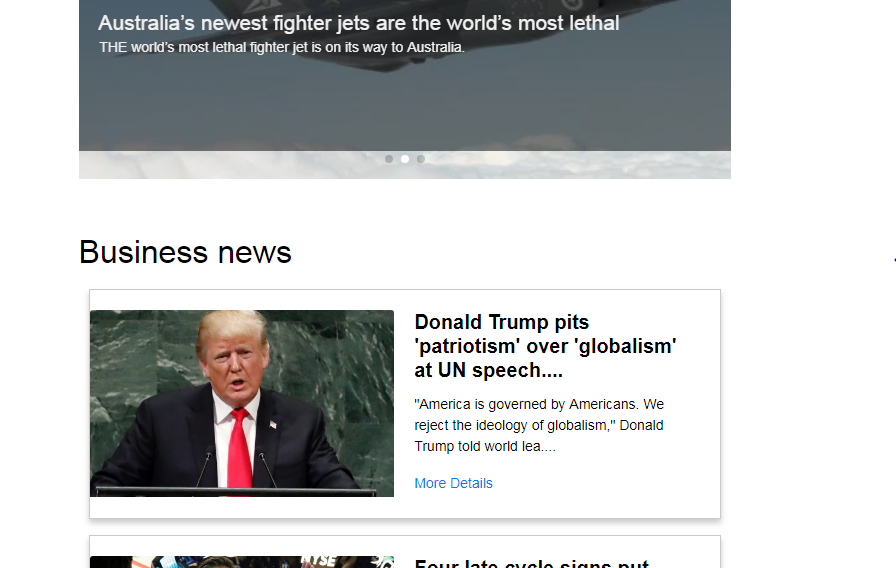 Australia’s newest fighter jets are the world’s most lethal
THE world’s most lethal fighter jet is on its way to Australia.
Business news
Donald Trump pits
'patriotism' over 'globalism'
at UN speech....
"America is governed by Americans. We
reject the ideology of globalism," Donald
Trump told world lea....
More Details
NYSE
Four late-cycle signs put